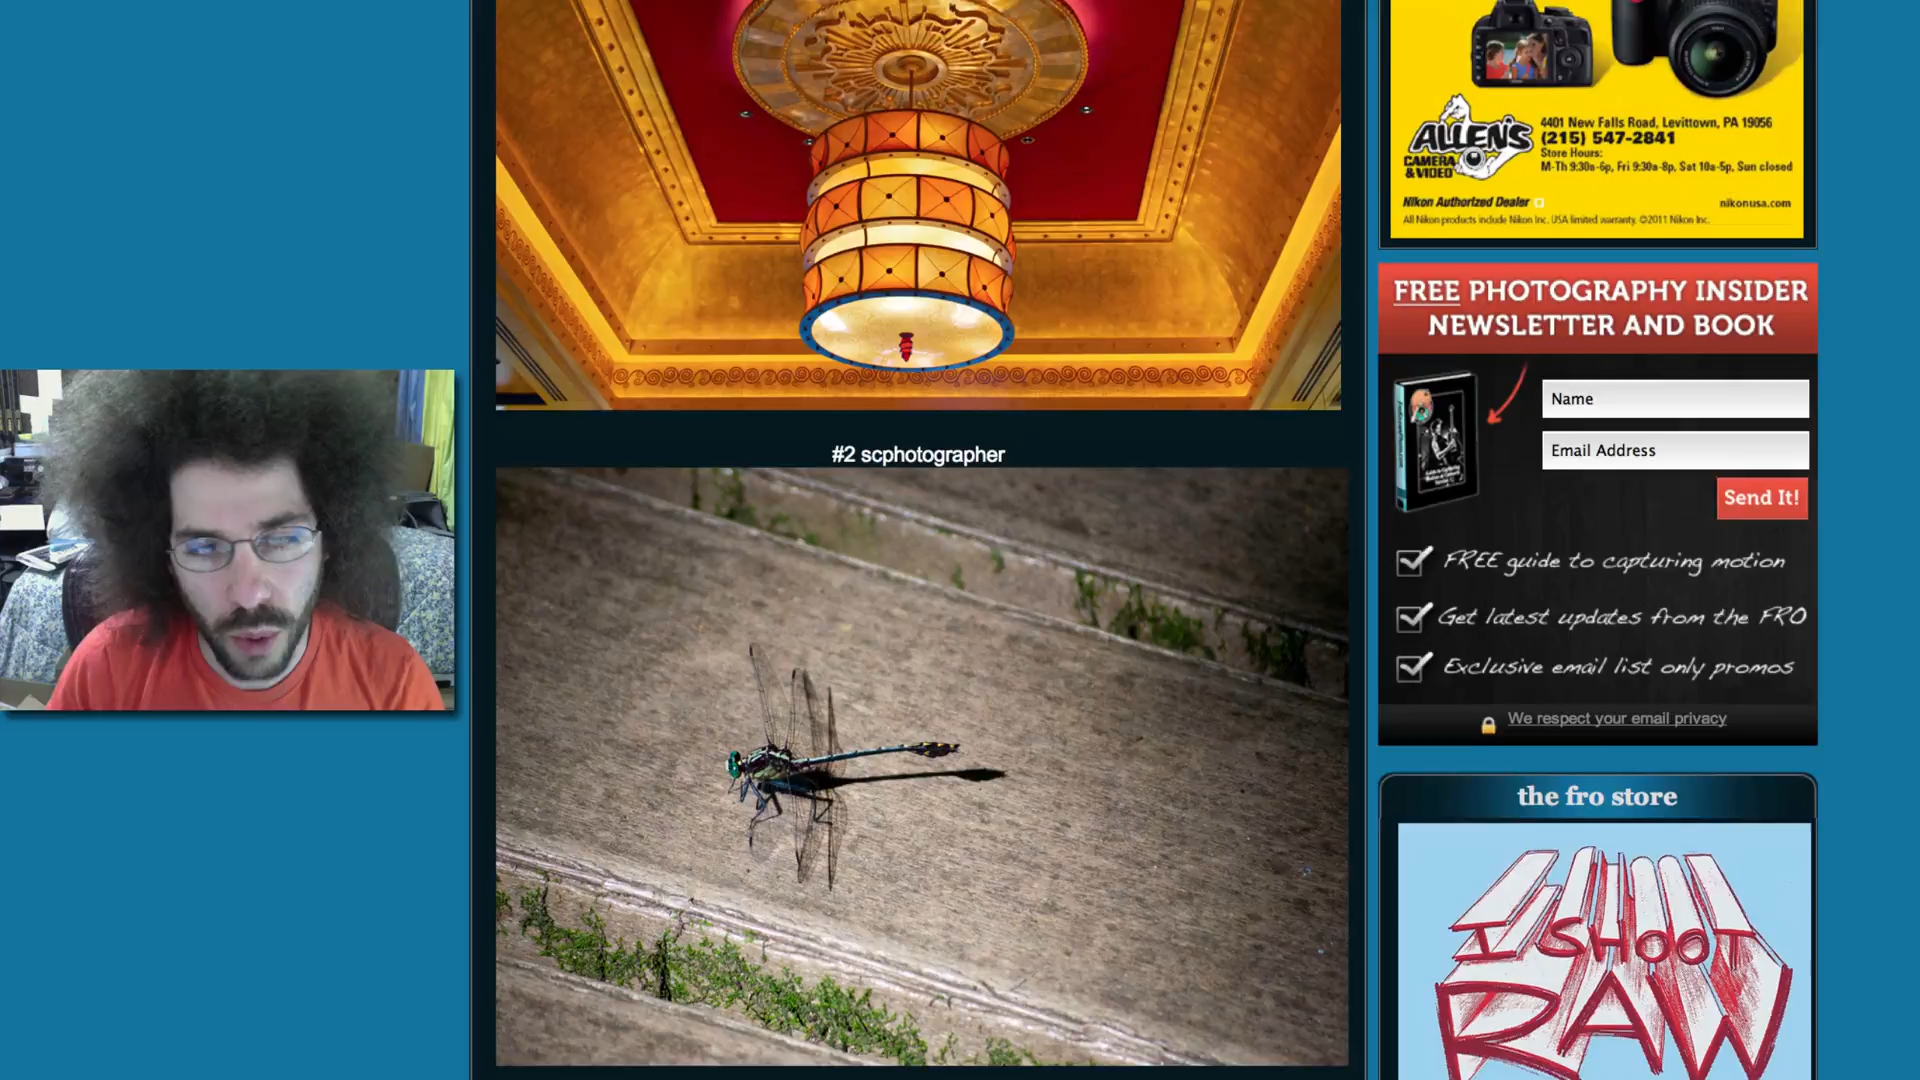 ALLEN'S
CAMERA
& VIDEO
4401 New Falls Road, Levittown, PA 19056
(215) 547-2841
Store Hours:
M-Th 9:30a-6p, Fri 9:30a-8p, Sat 10a-5p, Sun closed
Nikon Authorized Dealer
nikonusa.com
All Nikon products include Nikon Inc. USA limited warranty. ©2011 Nikon Inc.
FREE PHOTOGRAPHY INSIDER
NEWSLETTER AND BOOK
Name
Email Address
Send It!
FREE guide to capturing motion
Get latest updates from the FRO
Exclusive email list only promos
We respect your email privacy
#2 scphotographer
the fro store
I SHOOT
RAW